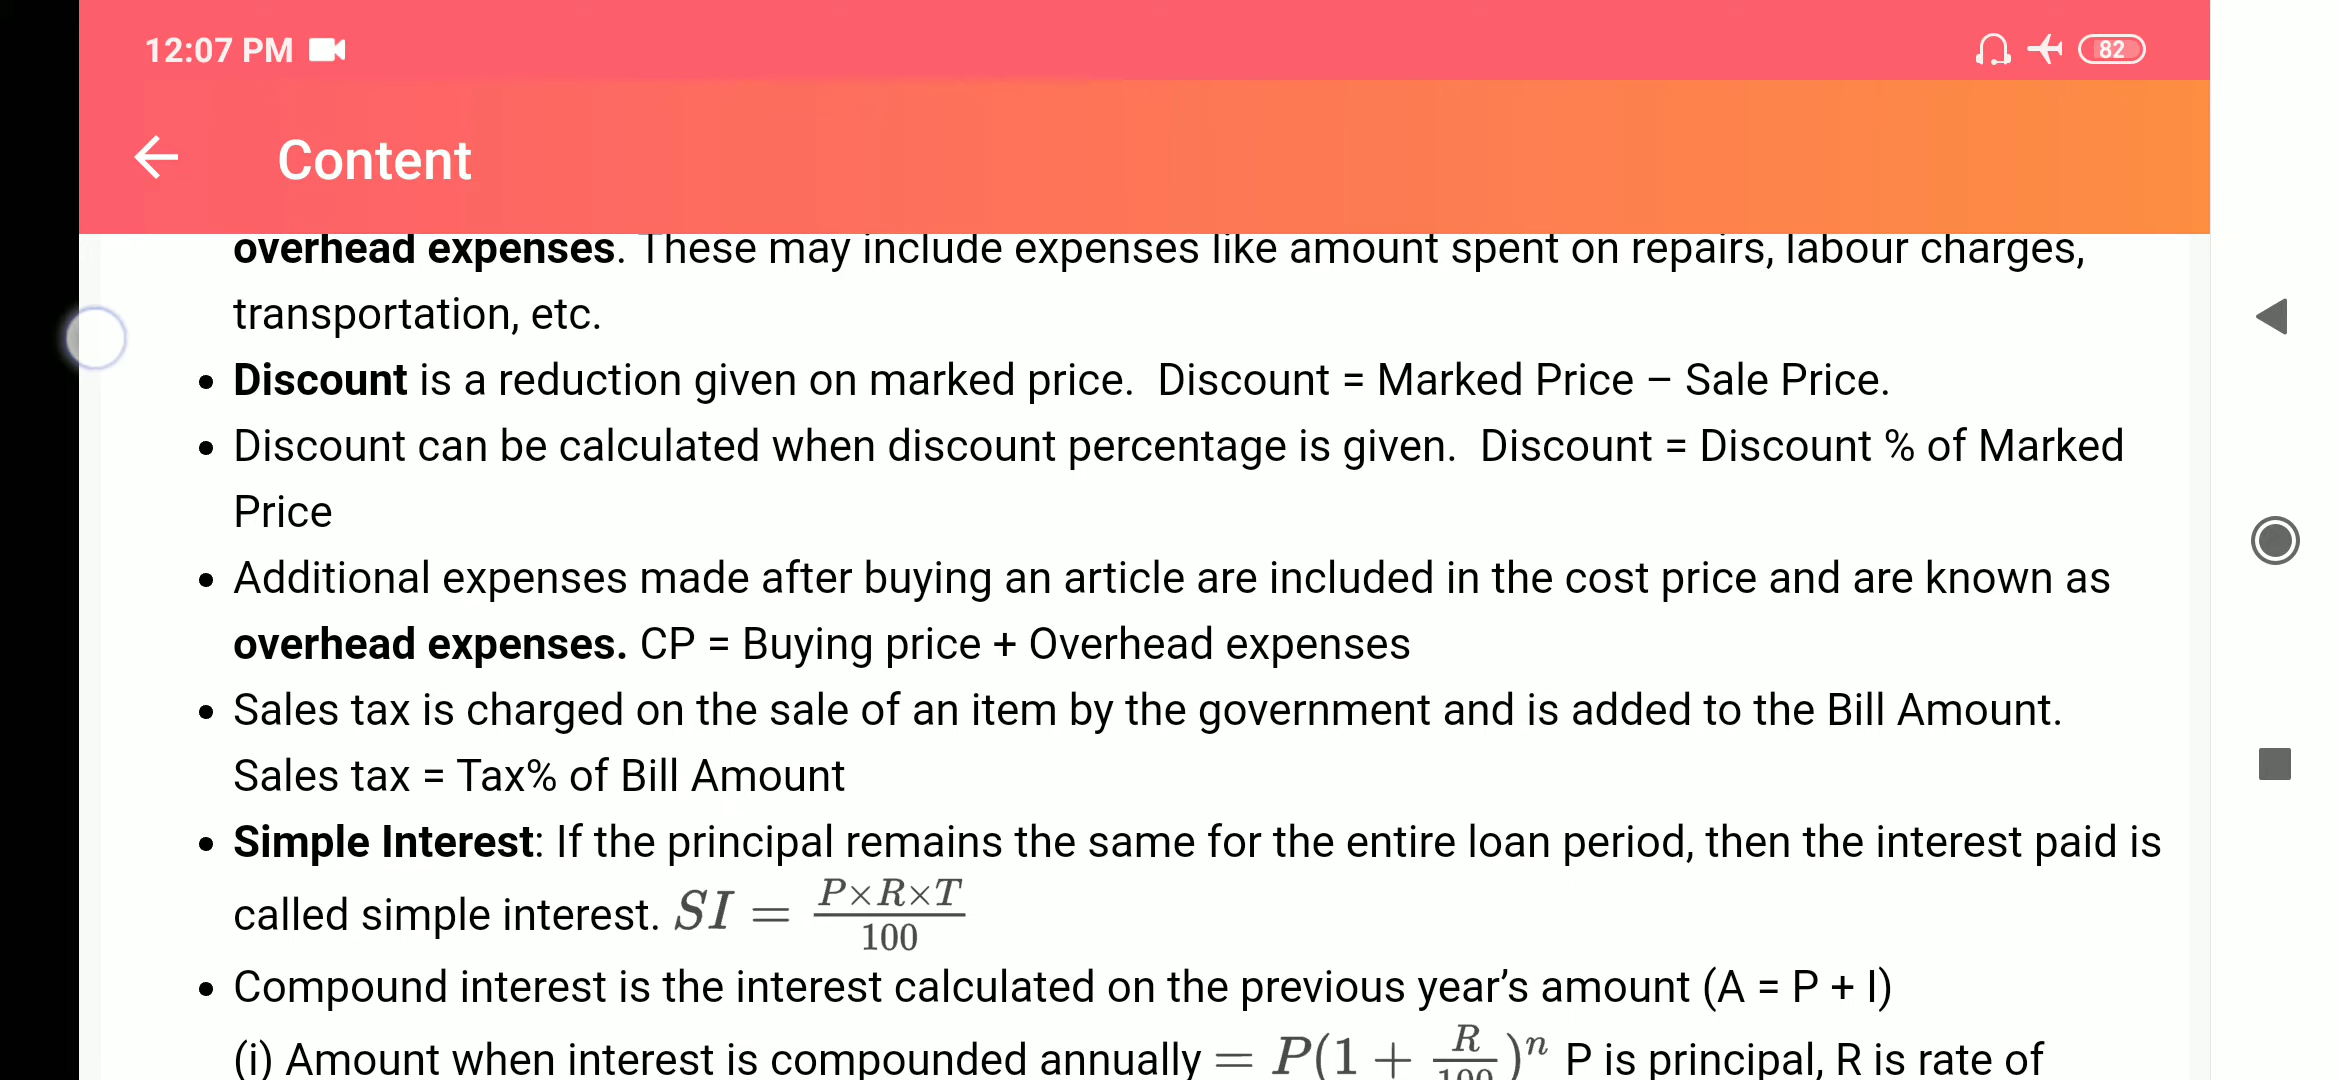 12:07 PM
82
Content
overhead expenses. These may include expenses like amount spent on repairs, labour charges,
transportation, etc.
• Discount is a reduction given on marked price.  Discount = Marked Price – Sale Price.
• Discount can be calculated when discount percentage is given.  Discount = Discount % of Marked
Price
• Additional expenses made after buying an article are included in the cost price and are known as
overhead expenses. CP = Buying price + Overhead expenses
• Sales tax is charged on the sale of an item by the government and is added to the Bill Amount.
Sales tax = Tax% of Bill Amount
• Simple Interest: If the principal remains the same for the entire loan period, then the interest paid is
called simple interest. SI = P×R×T/100
• Compound interest is the interest calculated on the previous year’s amount (A = P + I)
(i) Amount when interest is compounded annually = P(1 + R/100)^n P is principal, R is rate of